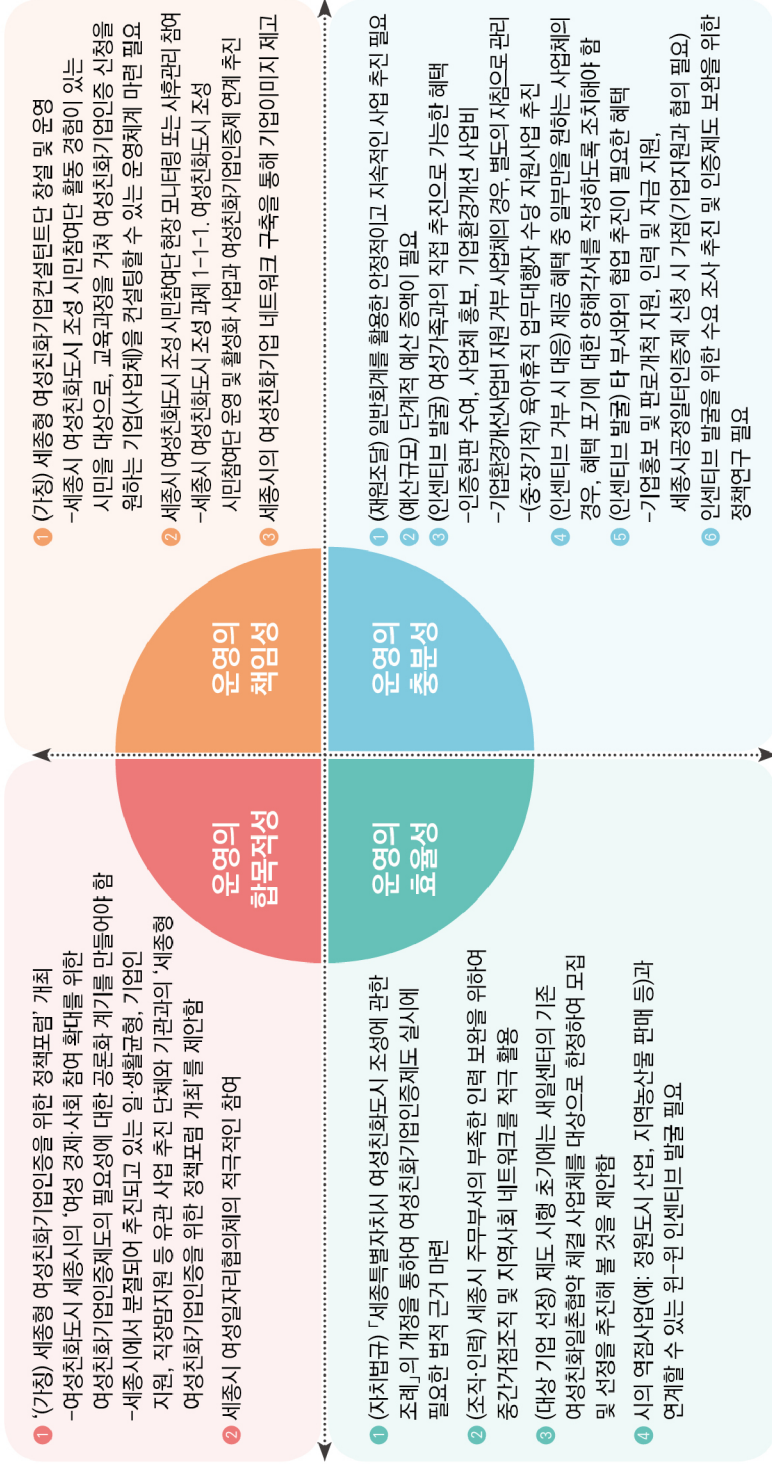 운영의
합목적성
❶ ‘(가칭) 세종형 여성친화기업인증을 위한 정책포럼’ 개최
-여성친화도시 세종시의 ‘여성 경제·사회 참여 확대를 위한
여성친화기업인증제도의 필요성에 대한 공론화 계기를 만들어야 함
-세종시에서 분절되어 추진되고 있는 일·생활균형, 기업인
지원, 직장맘지원 등 유관 사업 추진 단체와 기관과의 ‘세종형
여성친화기업인증을 위한 정책포럼 개최’를 제안함
❷ 세종시 여성일자리협의체의 적극적인 참여
운영의
책임성
❶ (가칭) 세종형 여성친화기업컨설턴트단 창설 및 운영
-세종시 여성친화도시 조성 시민참여단 활동 경험이 있는
시민을 대상으로, 교육과정을 거쳐 여성친화기업인증 신청을
원하는 기업(사업체)을 컨설팅할 수 있는 운영체계 마련 필요
❷ 세종시 여성친화도시 조성 시민참여단 현장 모니터링 또는 사후관리 참여
-세종시 여성친화도시 조성 과제 1-1-1. 여성친화도시 조성
시민참여단 운영 및 활성화 사업과 여성친화기업인증제 연계 추진
❸ 세종시의 여성친화기업 네트워크 구축을 통해 기업이미지 제고
운영의
효율성
❶ (자치법규) 「세종특별자치시 여성친화도시 조성에 관한
조례」의 개정을 통하여 여성친화기업인증제도 실시에
필요한 법적 근거 마련
❷ (조직·인력) 세종시 주무부서의 부족한 인력 보완을 위하여
중간거점조직 및 지역사회 네트워크를 적극 활용
❸ (대상 기업 선정) 제도 시행 초기에는 새일센터의 기존
여성친화일촌협약 체결 사업체를 대상으로 한정하여 모집
및 선정을 추진해 볼 것을 제안함
❹ 시의 역점사업(예: 정원도시 산업, 지역농산물 판매 등)과
연계할 수 있는 윈-윈 인센티브 발굴 필요
운영의
충분성
❶ (재원조달) 일반회계를 활용한 안정적이고 지속적인 사업 추진 필요
❷ (예산규모) 단계적 예산 증액이 필요
❸ (인센티브 발굴) 여성가족과의 직접 추진으로 가능한 혜택
-인증현판 수여, 사업체 홍보, 기업환경개선 사업비
-기업환경개선사업비 지원 거부 사업체의 경우, 별도의 지침으로 관리
-(중·장기적) 육아휴직 업무대행자 수당 지원사업 추진
❹ (인센티브 거부 시 대응) 제공 혜택 중 일부만을 원하는 사업체의
경우, 혜택 포기에 대한 양해각서를 작성하도록 조치해야 함
❺ (인센티브 발굴) 타 부서와의 협업 추진이 필요한 혜택
-기업홍보 및 판로개척 지원, 인력 및 자금 지원,
세종시공정일터인증제 신청 시 가점(기업지원과 협의 필요)
❻ 인센티브 발굴을 위한 수요 조사 추진 및 인증제도 보완을 위한
정책연구 필요